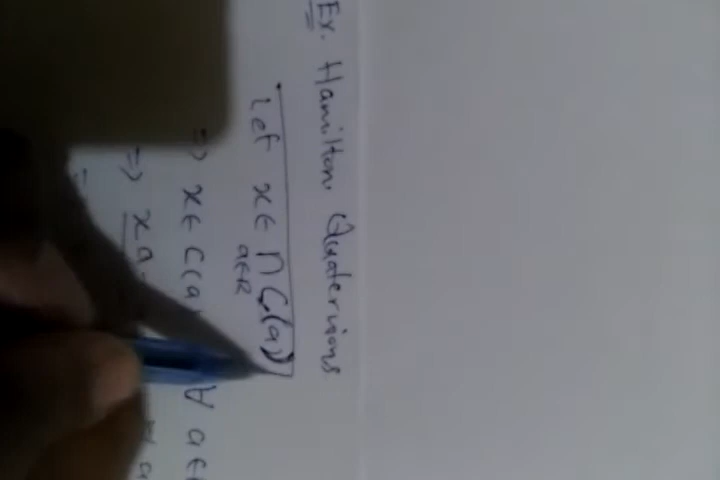 Ex. Hamilton Quaternions
Let x ∈ ∩ C(a)
a∈R
⇒ x ∈ C(a) ∀ a ∈
⇒ xa